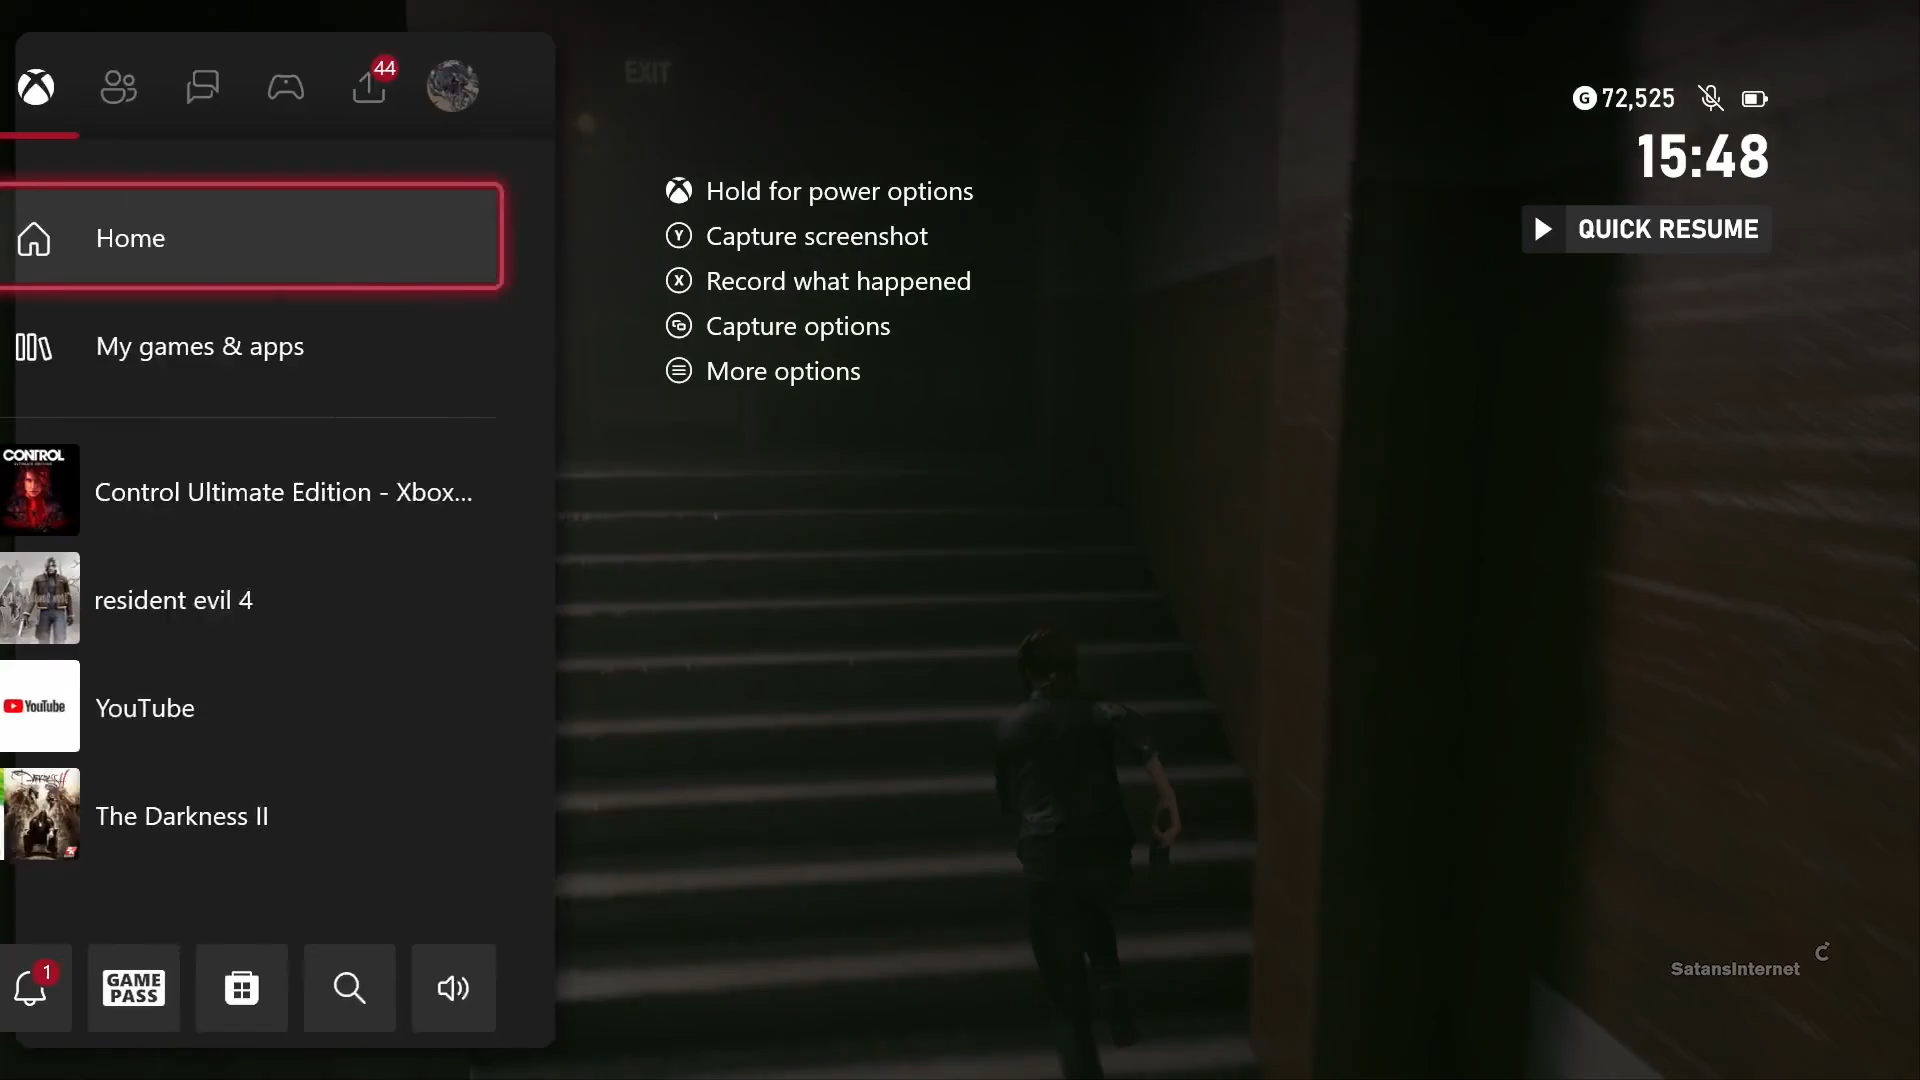 44
EXIT
72,525
15:48
QUICK RESUME
Hold for power options
Y Capture screenshot
X Record what happened
Capture options
More options
Home
My games & apps
CONTROL
Control Ultimate Edition - Xbox...
resident evil 4
YouTube
YouTube
The Darkness II
1
GAME
PASS
SatansInternet